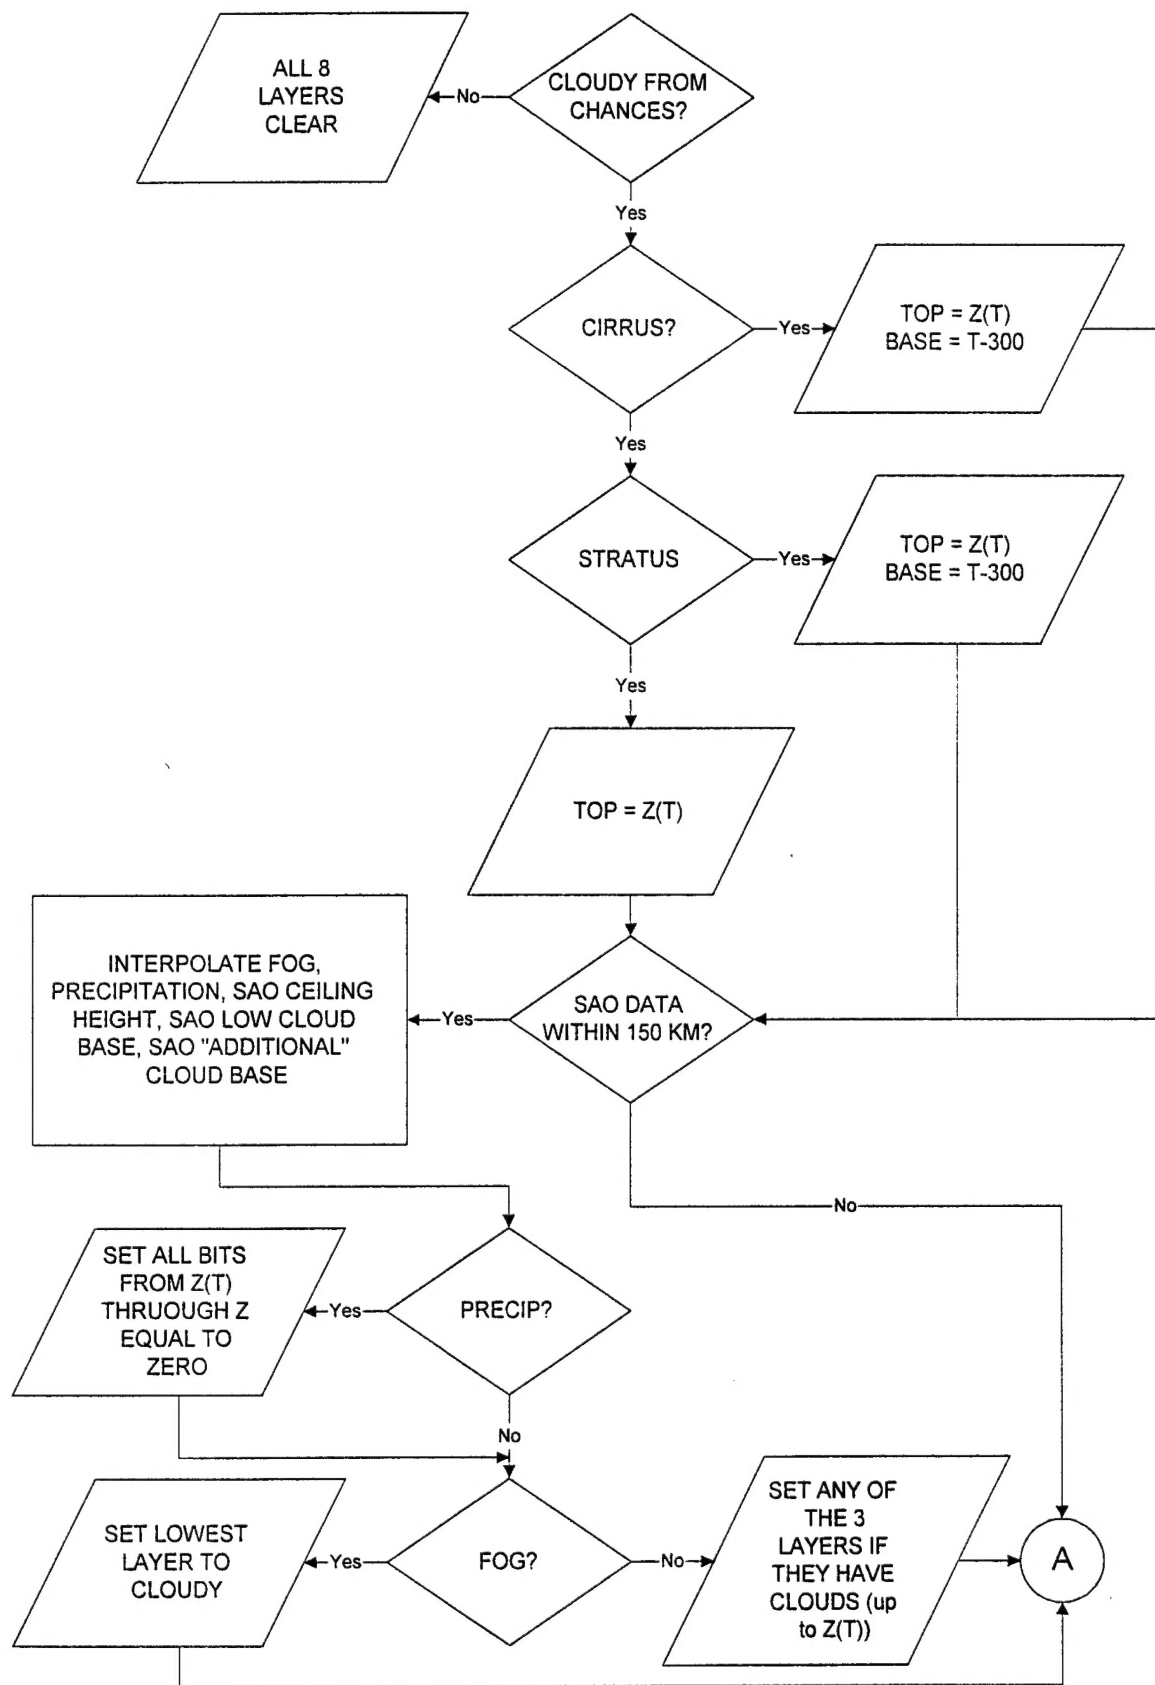 ALL 8
LAYERS
CLEAR
No
CLOUDY FROM
CHANCES?
Yes
CIRRUS?
Yes
TOP = Z(T)
BASE = T-300
Yes
STRATUS
Yes
TOP = Z(T)
BASE = T-300
Yes
TOP = Z(T)
INTERPOLATE FOG,
PRECIPITATION, SAO CEILING
HEIGHT, SAO LOW CLOUD
BASE, SAO "ADDITIONAL"
CLOUD BASE
Yes
SAO DATA
WITHIN 150 KM?
No
SET ALL BITS
FROM Z(T)
THRUOUGH Z
EQUAL TO
ZERO
Yes
PRECIP?
No
SET LOWEST
LAYER TO
CLOUDY
Yes
FOG?
No
SET ANY OF
THE 3
LAYERS IF
THEY HAVE
CLOUDS (up
to Z(T))
A